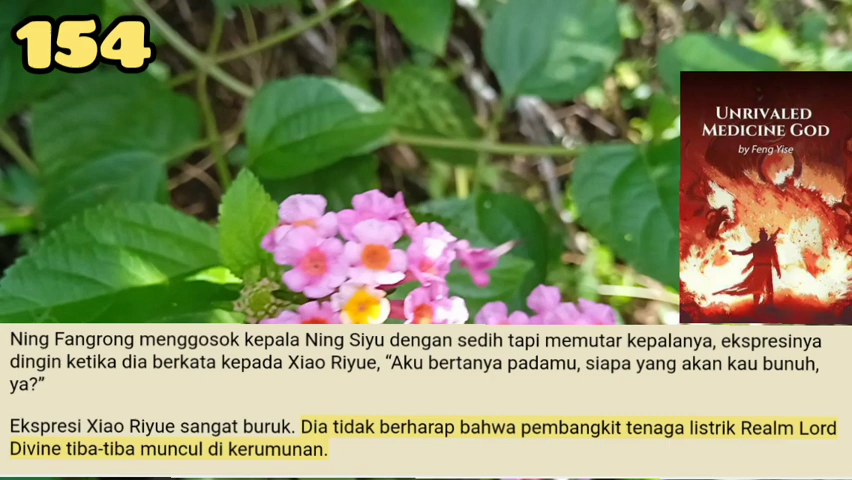 154
UNRIVALED
MEDICINE GOD
by Feng Yise
Ning Fangrong menggosok kepala Ning Siyu dengan sedih tapi memutar kepalanya, ekspresinya
dingin ketika dia berkata kepada Xiao Riyue, “Aku bertanya padamu, siapa yang akan kau bunuh,
ya?”
Ekspresi Xiao Riyue sangat buruk. Dia tidak berharap bahwa pembangkit tenaga listrik Realm Lord
Divine tiba-tiba muncul di kerumunan.